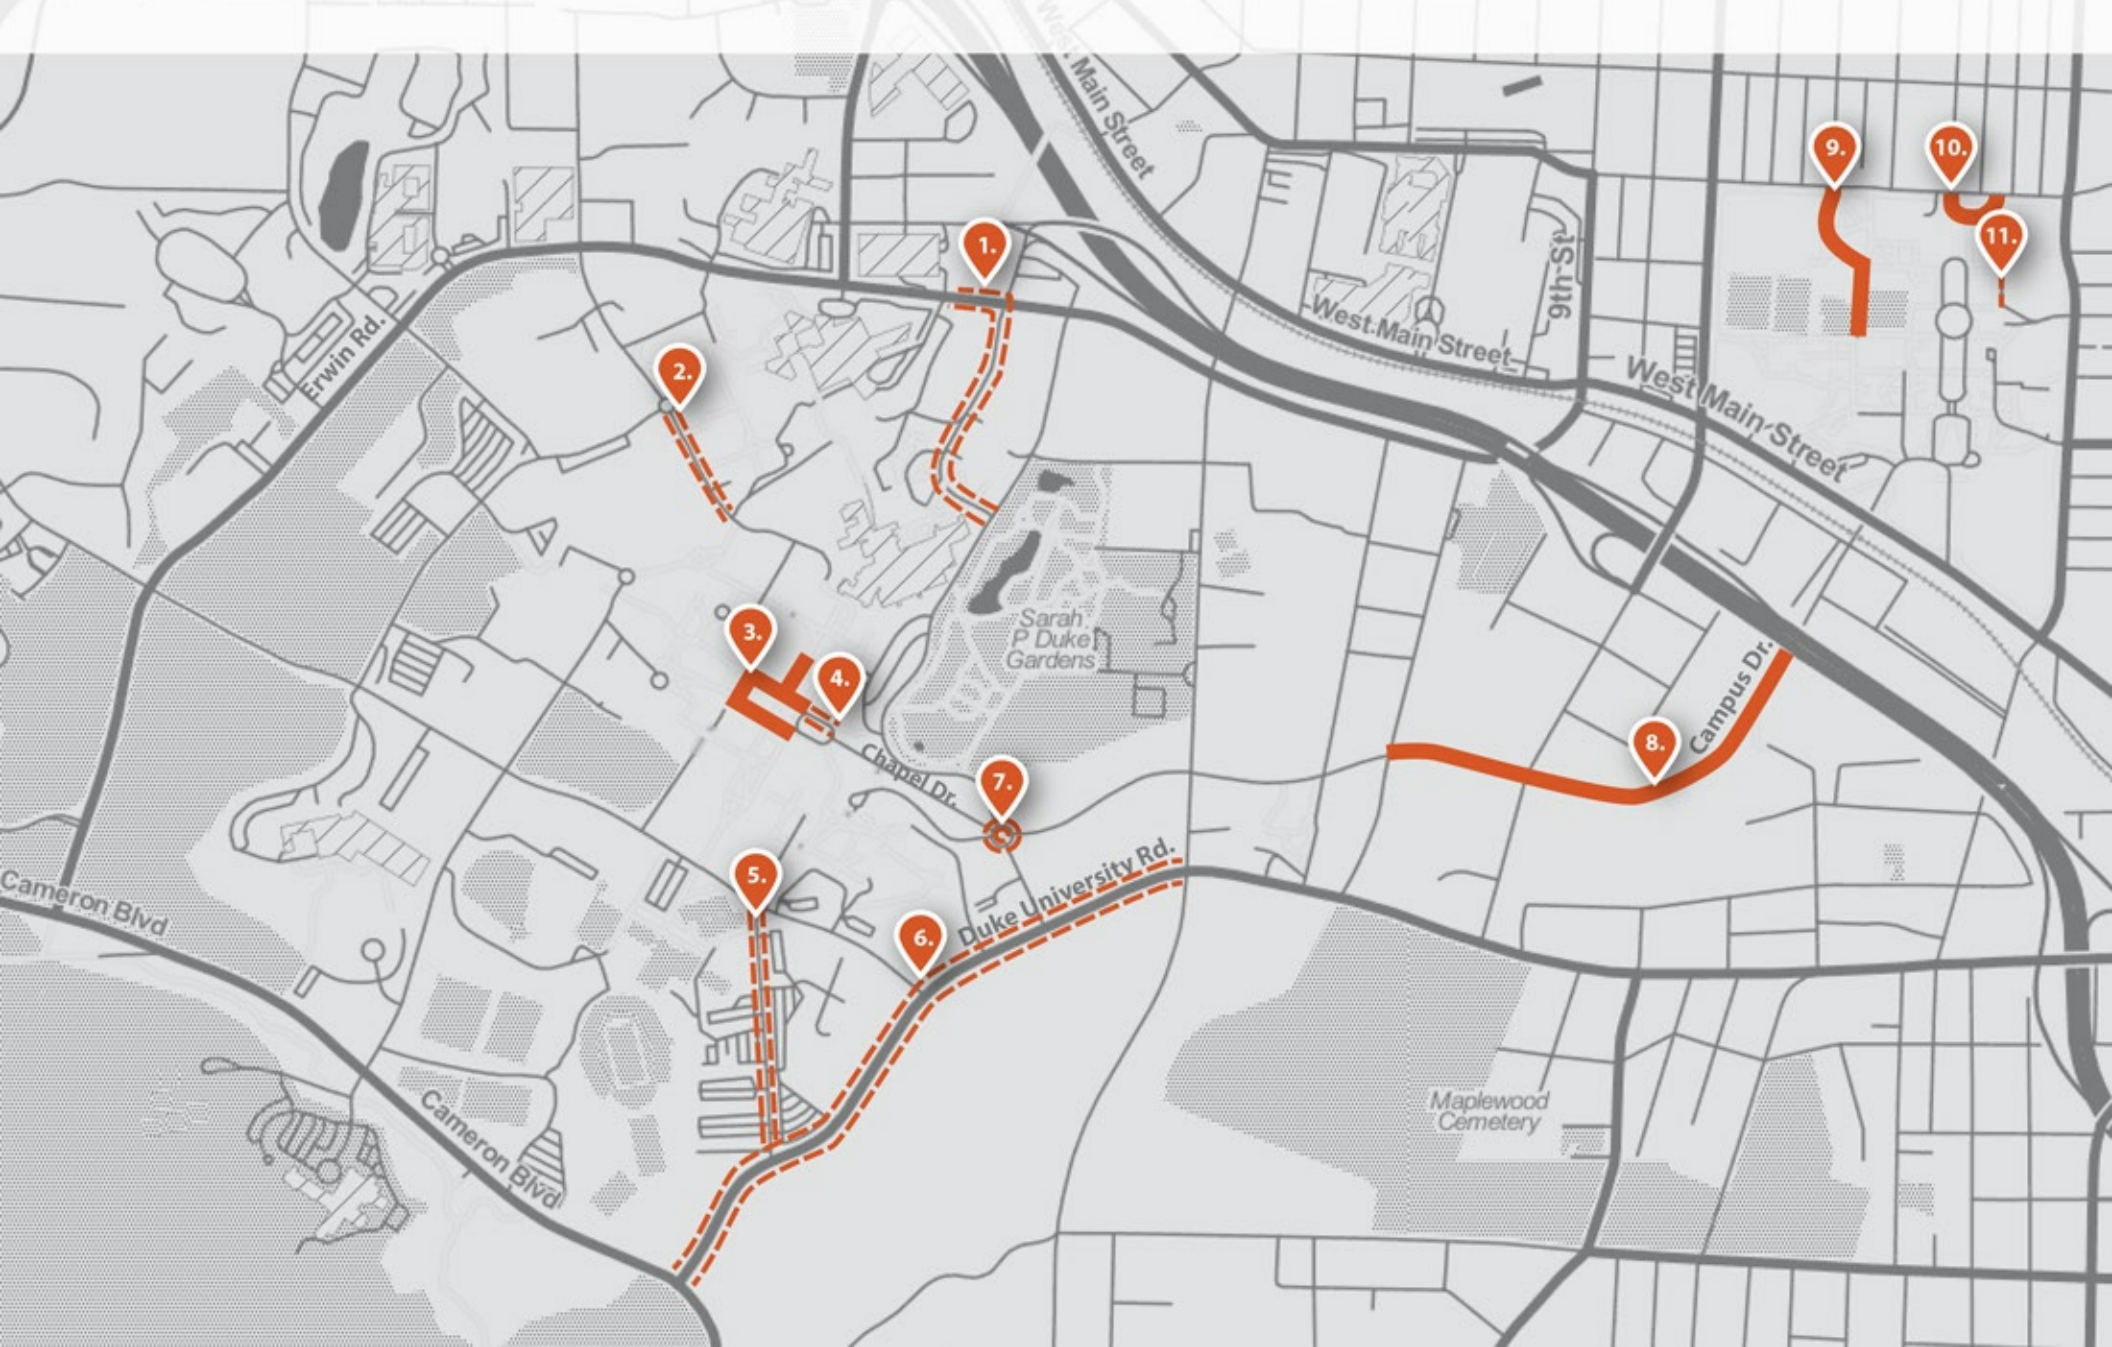 West Main Street
West Main Street
9th St
West Main Street
9.
10.
11.
1.
2.
Erwin Rd.
Sarah
P Duke
Gardens
3.
4.
Chapel Dr.
7.
8.
Campus Dr.
5.
6.
Duke University Rd.
Cameron Blvd
Cameron Blvd
Maplewood
Cemetery